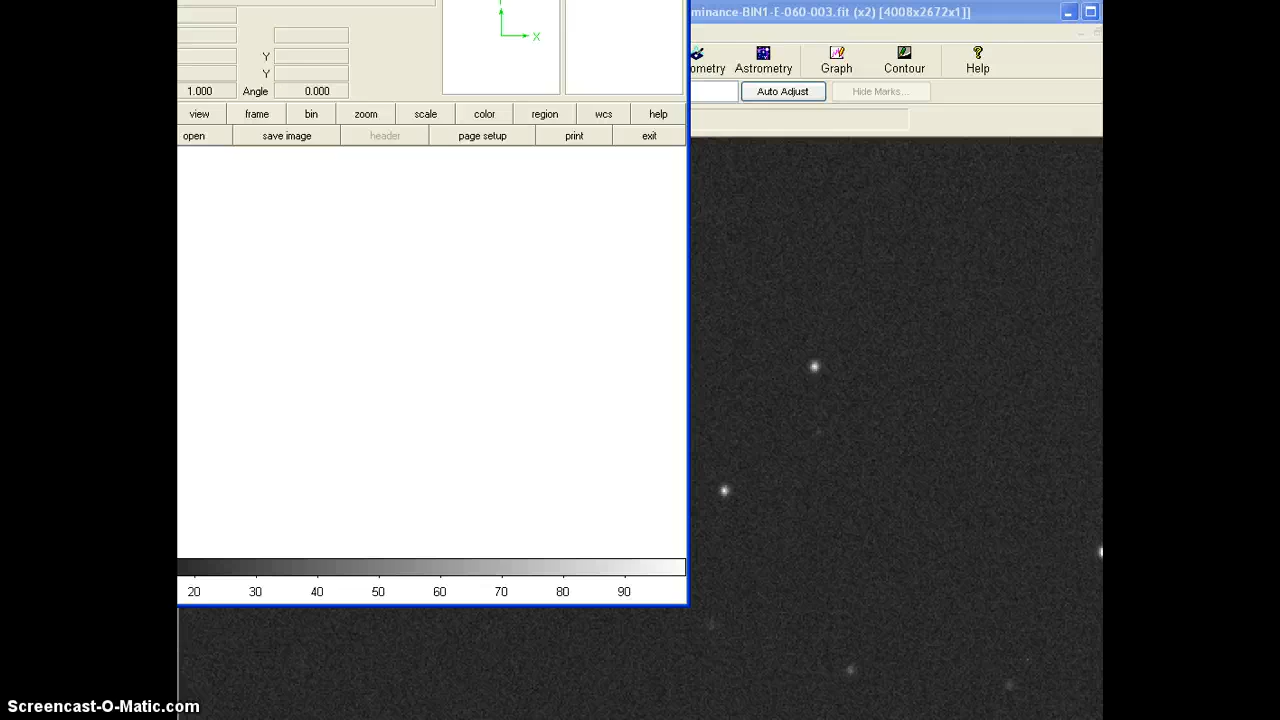 minance-BIN1-E-060-003.fit (x2) [4008x2672x1]]
X
Y
Y
1.000 Angle 0.000
ometry Astrometry Graph Contour Help
Auto Adjust Hide Marks...
view frame bin zoom scale color region wcs help
open save image header page setup print exit
20 30 40 50 60 70 80 90
Screencast-O-Matic.com